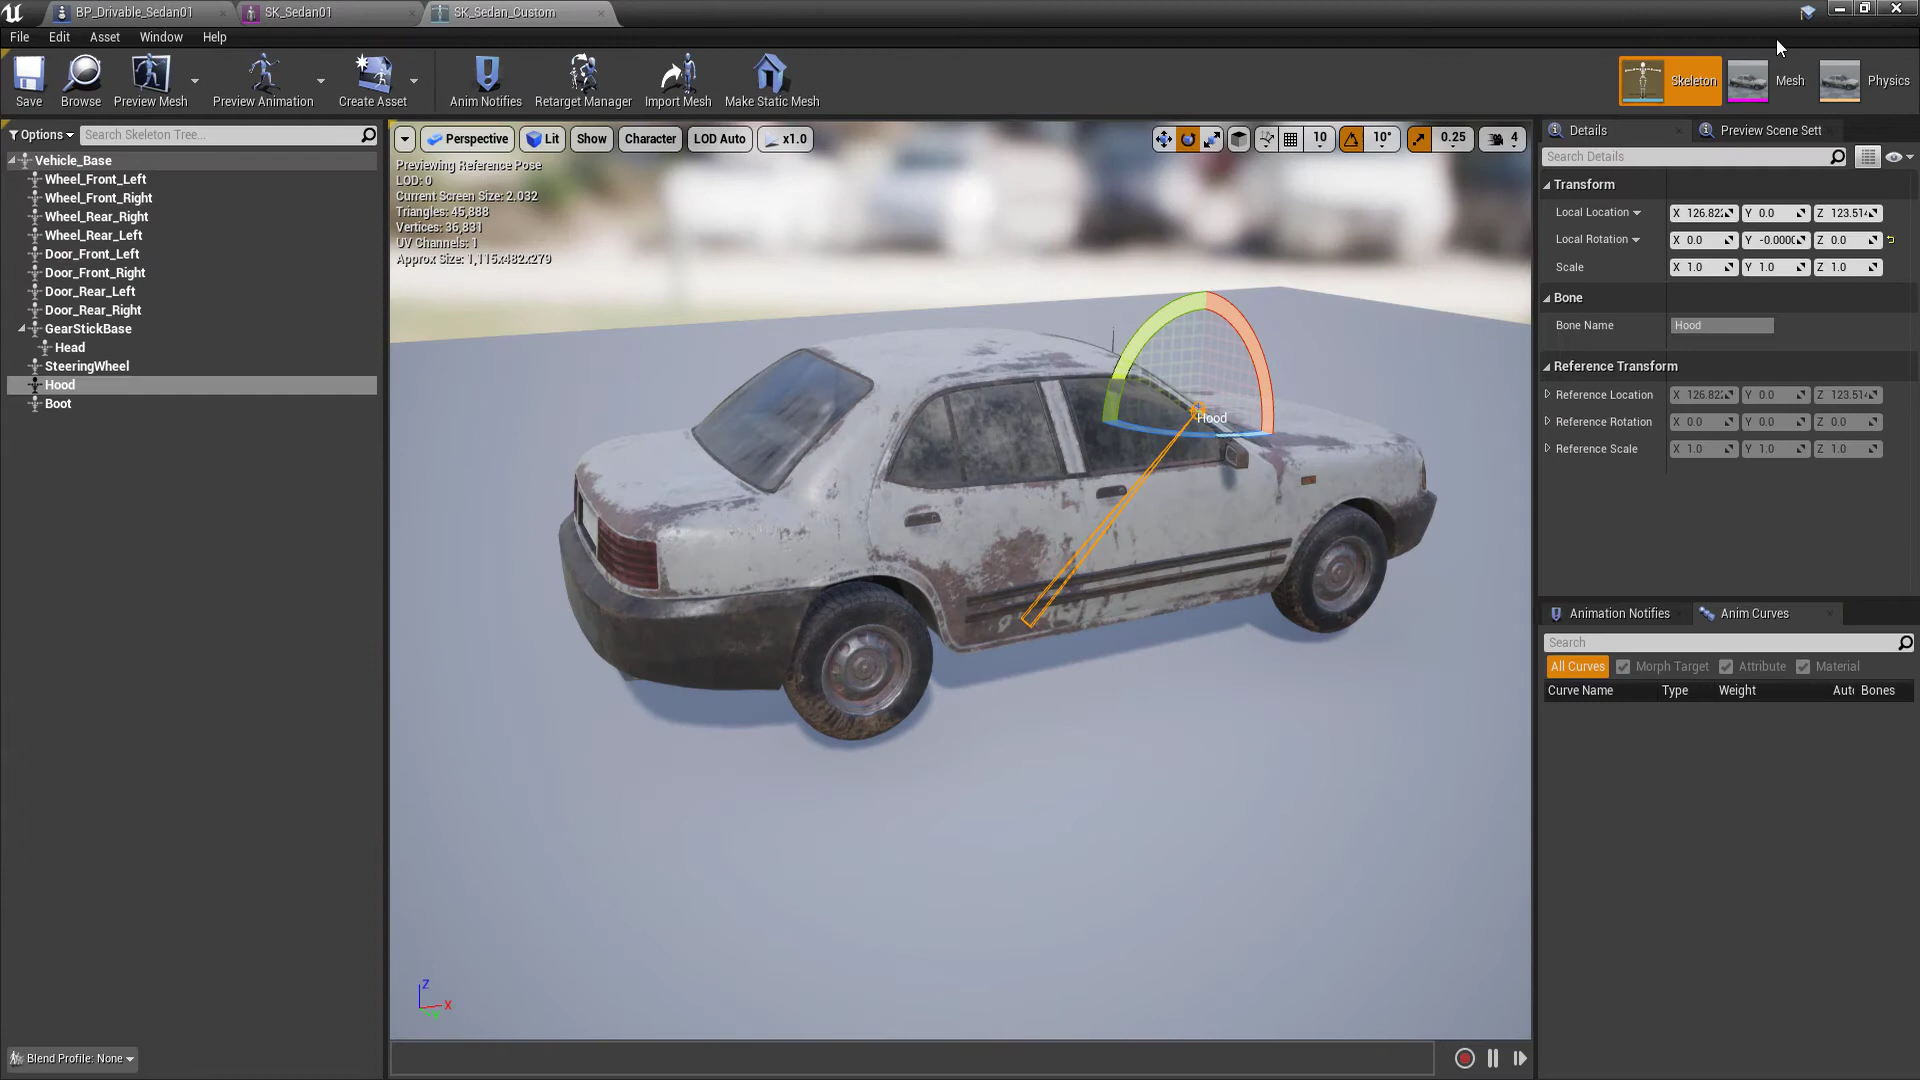 BP_Drivable_Sedan01
SK_Sedan01
SK_Sedan_Custom
File Edit Asset Window Help
Save Browse Preview Mesh Preview Animation Create Asset Anim Notifies Retarget Manager Import Mesh Make Static Mesh
Skeleton Mesh Physics
Options Search Skeleton Tree...
Vehicle_Base
Wheel_Front_Left
Wheel_Front_Right
Wheel_Rear_Right
Wheel_Rear_Left
Door_Front_Left
Door_Front_Right
Door_Rear_Left
Door_Rear_Right
GearStickBase
Head
SteeringWheel
Hood
Boot
Blend Profile: None
Perspective Lit Show Character LOD Auto x1.0 10 10° 0.25 4
Previewing Reference Pose
LOD: 0
Current Screen Size: 2.032
Triangles: 45,888
Vertices: 36,831
UV Channels: 1
Approx Size: 1,115x482x279
Hood
Z
X
Y
Details Preview Scene Sett
Search Details
Transform
Local Location X 126.82 Y 0.0 Z 123.51
Local Rotation X 0.0 Y -0.000 Z 0.0
Scale X 1.0 Y 1.0 Z 1.0
Bone
Bone Name Hood
Reference Transform
Reference Location X 126.82 Y 0.0 Z 123.51
Reference Rotation X 0.0 Y 0.0 Z 0.0
Reference Scale X 1.0 Y 1.0 Z 1.0
Animation Notifies Anim Curves
Search
All Curves Morph Target Attribute Material
Curve Name Type Weight Aut Bones